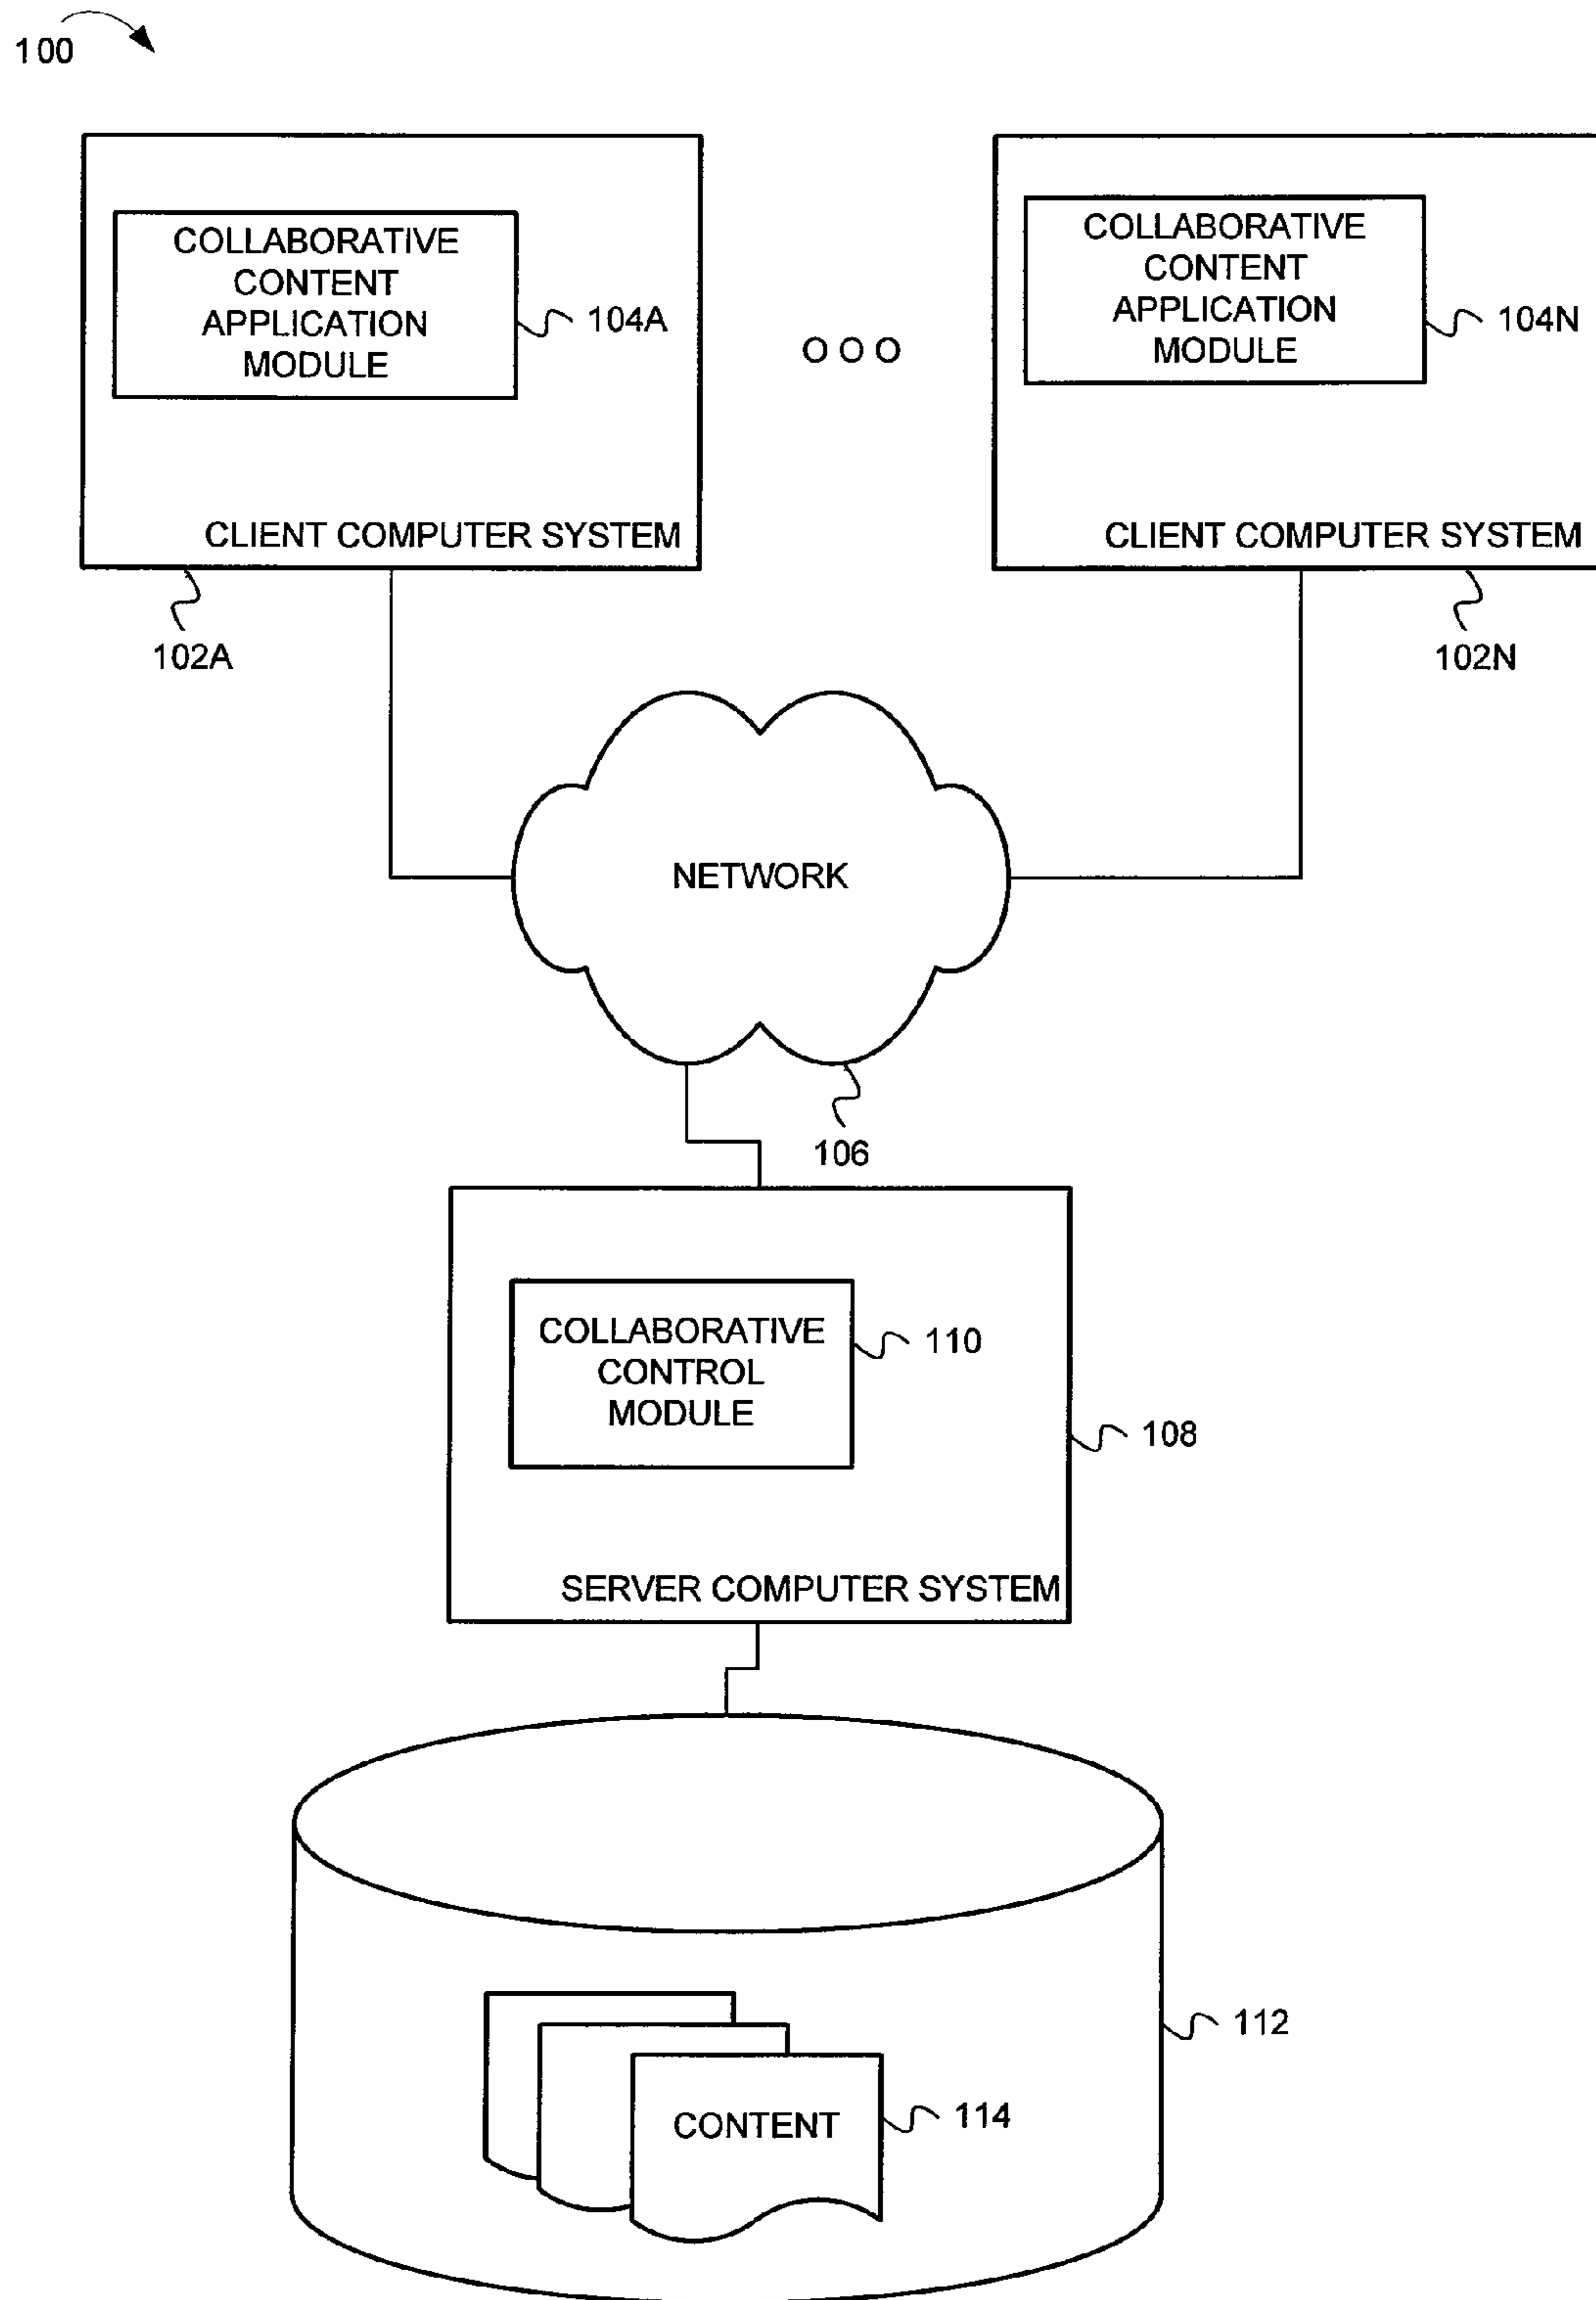 100
COLLABORATIVE
CONTENT
APPLICATION
MODULE
104A
CLIENT COMPUTER SYSTEM
102A
COLLABORATIVE
CONTENT
APPLICATION
MODULE
104N
CLIENT COMPUTER SYSTEM
102N
NETWORK
106
COLLABORATIVE
CONTROL
MODULE
110
108
SERVER COMPUTER SYSTEM
112
CONTENT
114